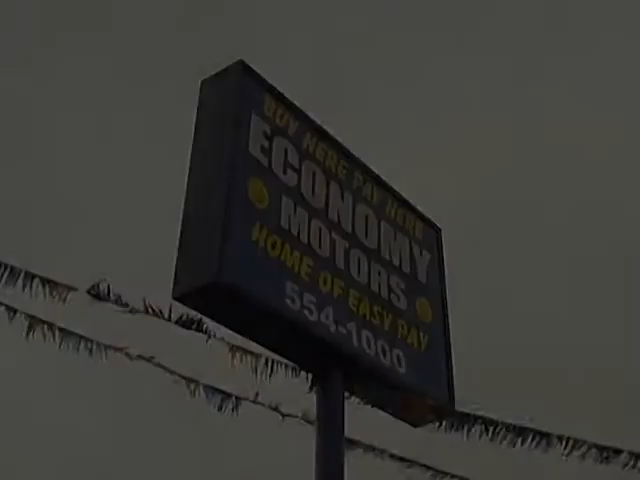 BUY HERE PAY HERE
ECONOMY
MOTORS
HOME OF EASY PAY
554-1000